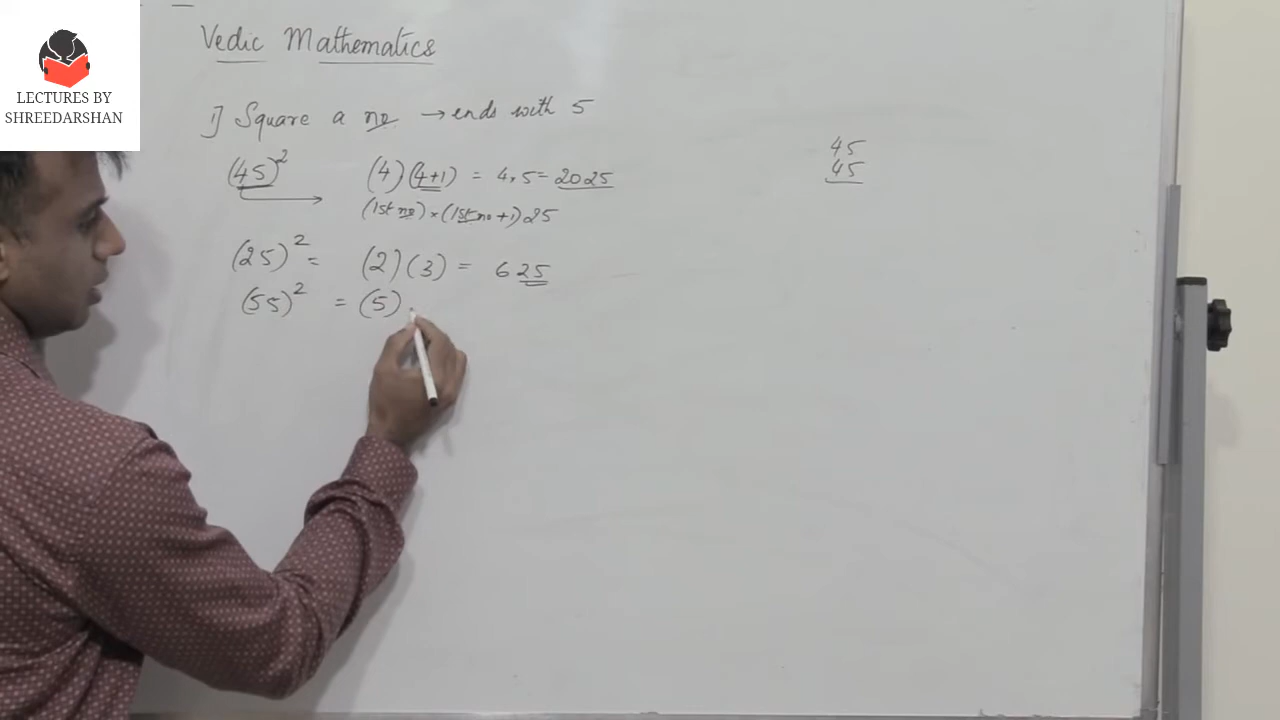 LECTURES BY
SHREEDARSHAN
Vedic Mathematics
1] Square a no → ends with 5
(45)² (4)(4+1) = 4,5= 2025
(1st no)×(1st no+1)25
(25)² = (2)(3) = 625
(55)² = (5)
45
45